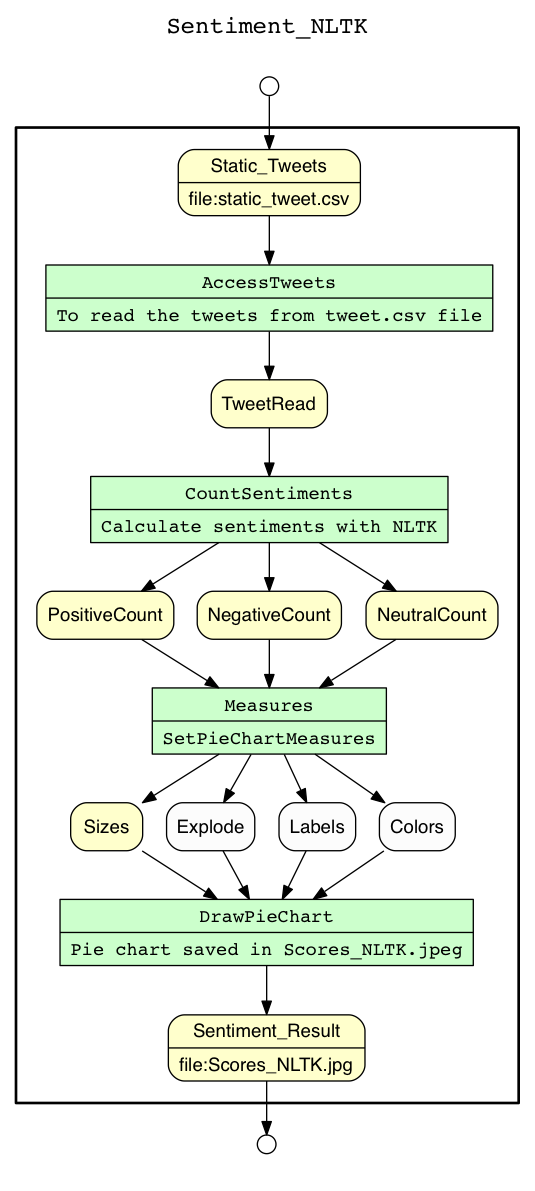 Sentiment_NLTK
Static_Tweets
file:static_tweet.csv
AccessTweets
To read the tweets from tweet.csv file
TweetRead
CountSentiments
Calculate sentiments with NLTK
PositiveCount
NegativeCount
NeutralCount
Measures
SetPieChartMeasures
Sizes
Explode
Labels
Colors
DrawPieChart
Pie chart saved in Scores_NLTK.jpeg
Sentiment_Result
file:Scores_NLTK.jpg